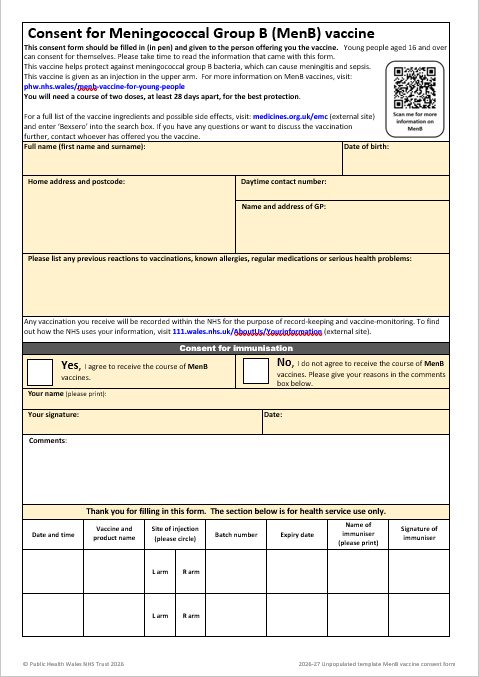 Consent for Meningococcal Group B (MenB) vaccine
This consent form should be filled in (in pen) and given to the person offering you the vaccine. Young people aged 16 and over
can consent for themselves. Please take time to read the information that came with this form.
This vaccine helps protect against meningococcal group B bacteria, which can cause meningitis and sepsis.
This vaccine is given as an injection in the upper arm. For more information on MenB vaccines, visit:
phw.nhs.wales/menb-vaccine-for-young-people
You will need a course of two doses, at least 28 days apart, for the best protection.
For a full list of the vaccine ingredients and possible side effects, visit: medicines.org.uk/emc (external site)
and enter 'Bexsero' into the search box. If you have any questions or want to discuss the vaccination
further, contact whoever has offered you the vaccine.
Scan me for more
information on
MenB
Full name (first name and surname):
Date of birth:
Home address and postcode:
Daytime contact number:
Name and address of GP:
Please list any previous reactions to vaccinations, known allergies, regular medications or serious health problems:
Any vaccination you receive will be recorded within the NHS for the purpose of record-keeping and vaccine-monitoring. To find
out how the NHS uses your information, visit 111.wales.nhs.uk/AboutUs/Yourinformation (external site).
Consent for immunisation
Yes, I agree to receive the course of MenB
vaccines.
No, I do not agree to receive the course of MenB
vaccines. Please give your reasons in the comments
box below.
Your name (please print):
Your signature:
Date:
Comments:
Thank you for filling in this form. The section below is for health service use only.
Date and time
Vaccine and
product name
Site of injection
(please circle)
Batch number
Expiry date
Name of
immuniser
(please print)
Signature of
immuniser
L arm
R arm
L arm
R arm
© Public Health Wales NHS Trust 2026
2026-27 Unpopulated template MenB vaccine consent form